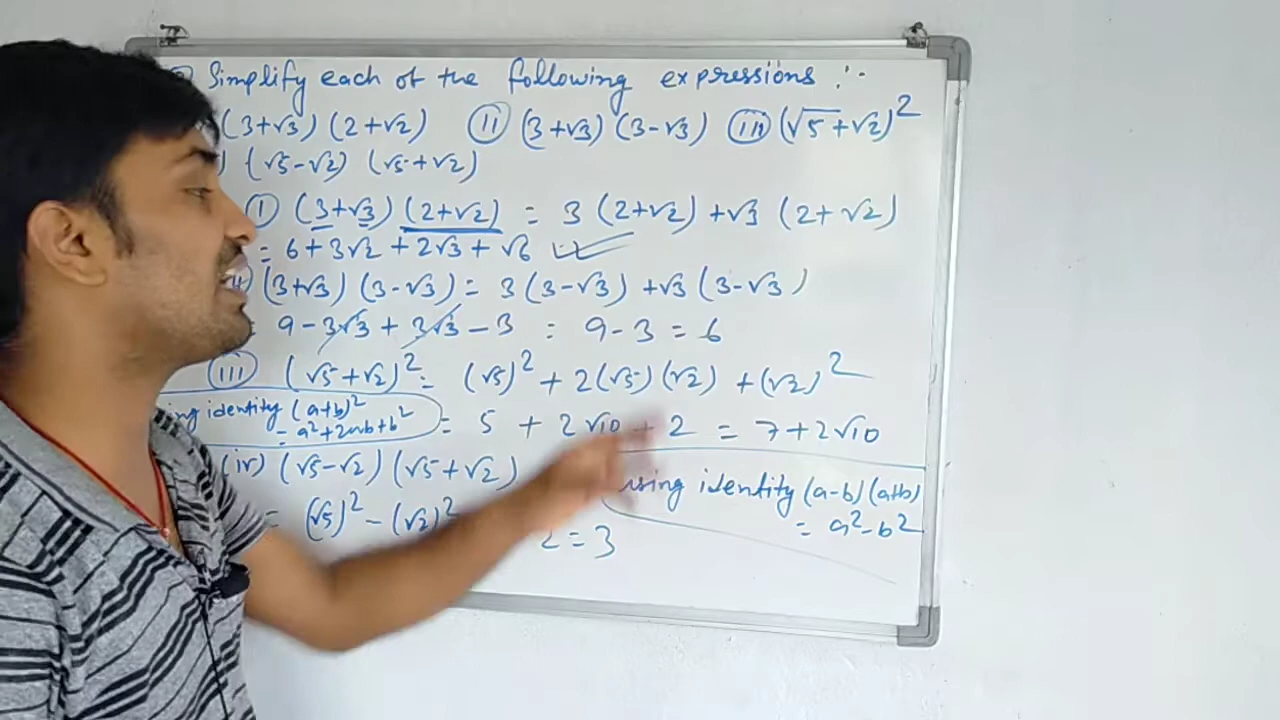 Simplify each of the following expressions :-
(3+√3) (2+√2) (ii) (3+√3) (3-√3) (iii) (√5+√2)²
) (√5-√2) (√5+√2)
(i) (3+√3) (2+√2) = 3 (2+√2) +√3 (2+√2)
= 6+3√2 + 2√3 + √6
(3+√3) (3-√3) = 3(3-√3) +√3 (3-√3)
= 9-3√3 + 3√3 - 3 = 9-3 = 6
(iii) (√5+√2)² = (√5)² + 2(√5)(√2) + (√2)²
identity (a+b)²
= a²+2ab+b²
= 5 + 2√10 + 2 = 7+2√10
(iv) (√5-√2) (√5+√2)
using identity (a-b)(a+b)
= a²-b²
= (√5)² - (√2)² 2 = 3